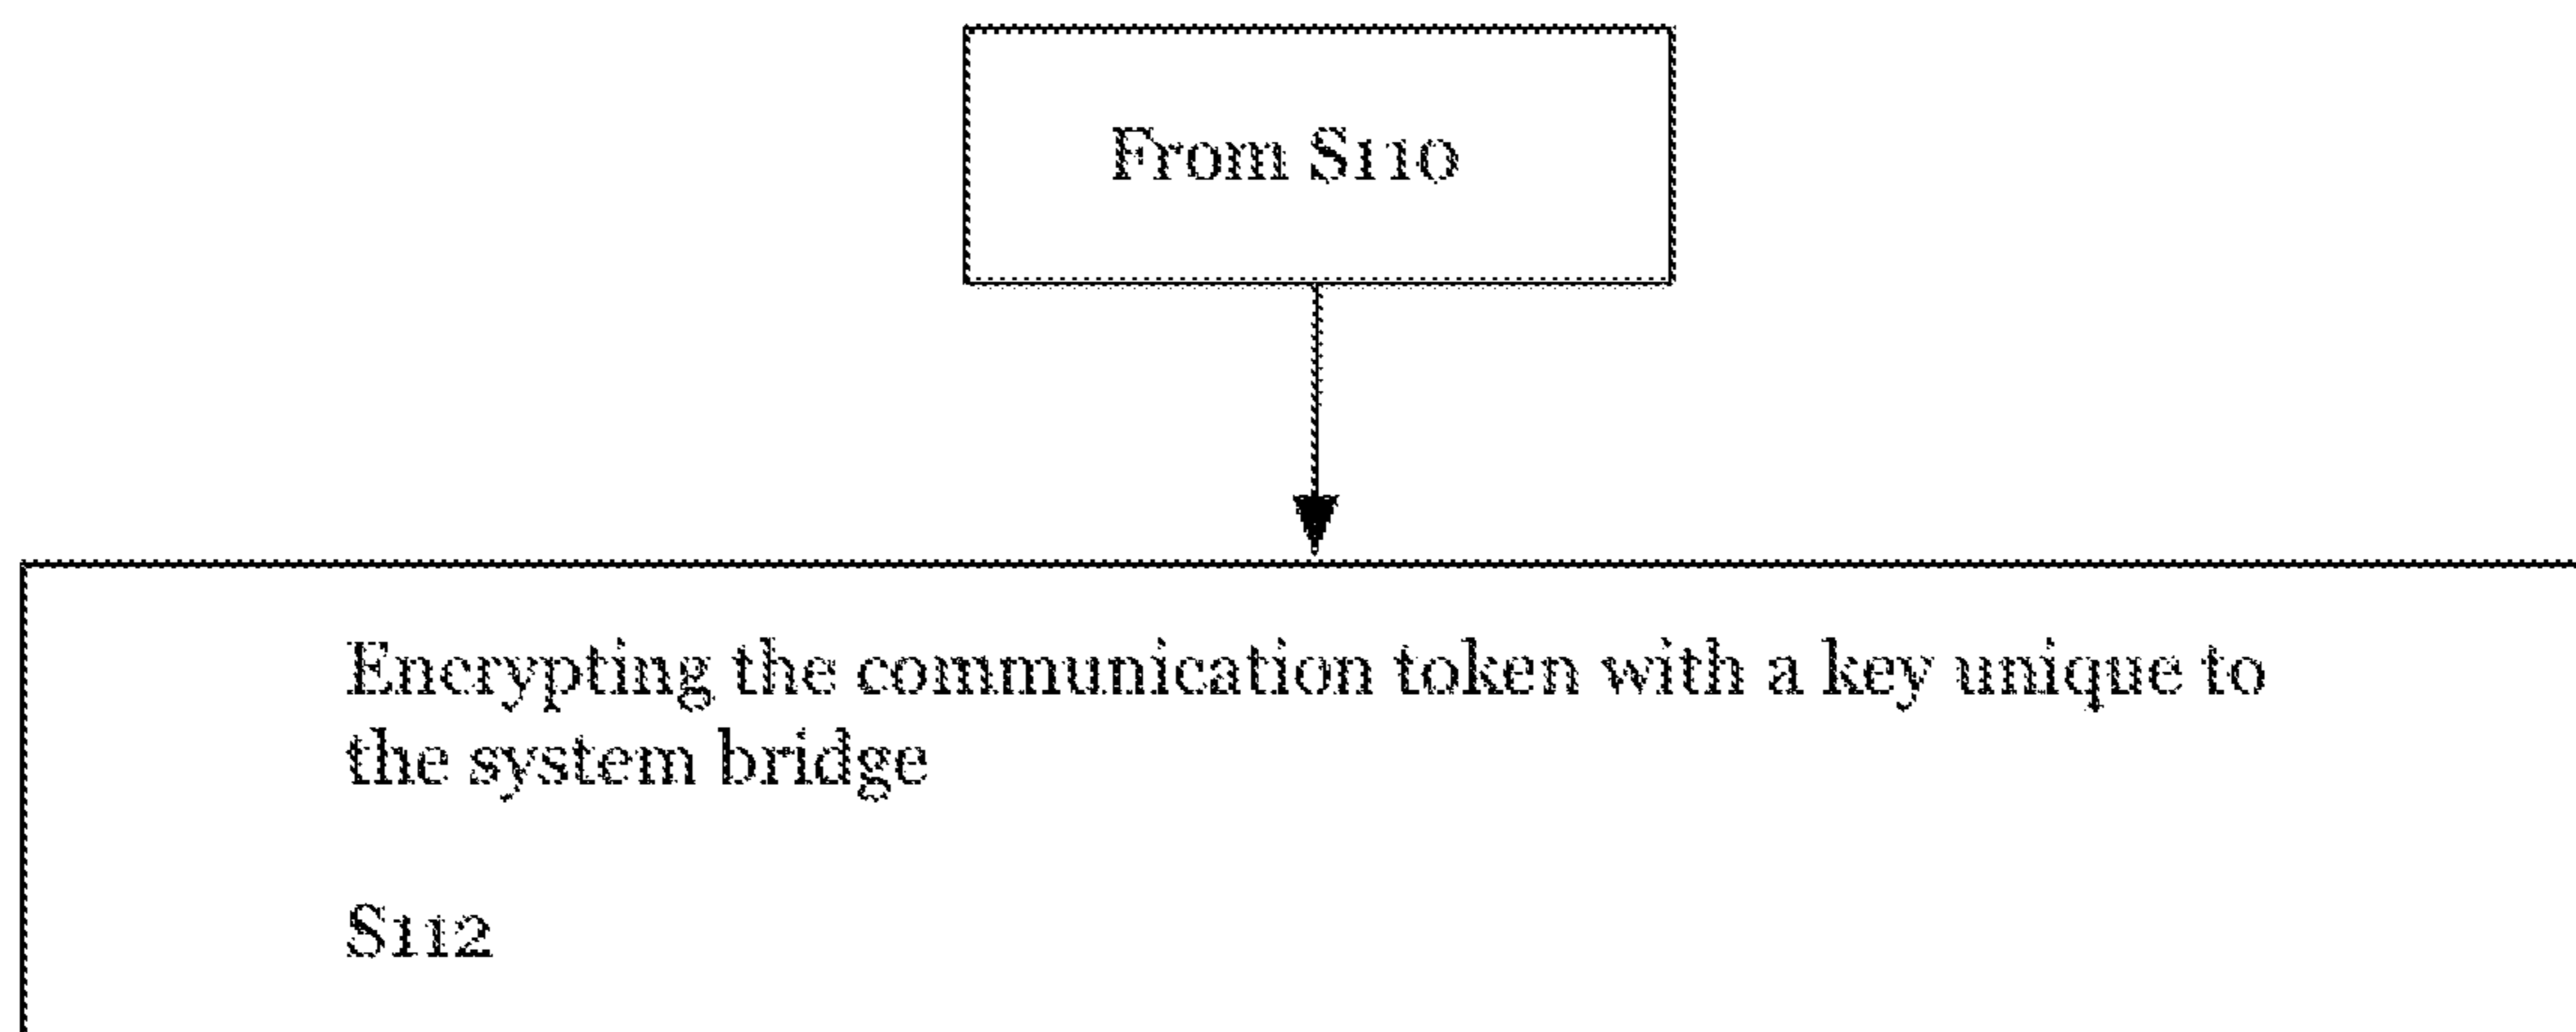 From S110
Encrypting the communication token with a key unique to
the system bridge
S112